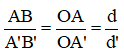 AB/A'B' = OA/OA' = d/d'